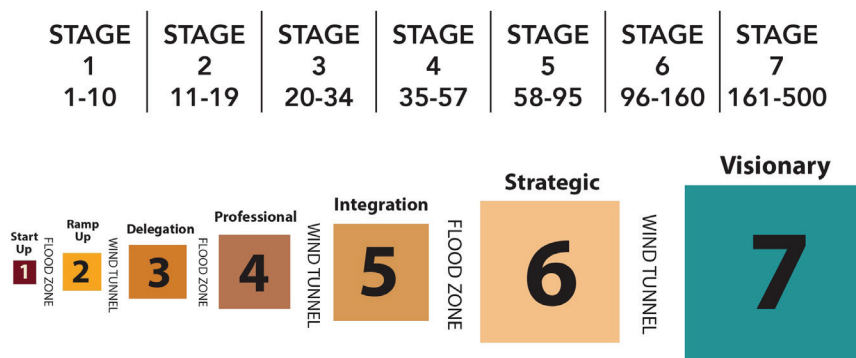 STAGE STAGE STAGE STAGE STAGE STAGE STAGE
1 2 3 4 5 6 7
1-10 11-19 20-34 35-57 58-95 96-160 161-500
Start
Up
1
FLOOD ZONE
Ramp
Up
2
WIND TUNNEL
Delegation
3
FLOOD ZONE
Professional
4
WIND TUNNEL
Integration
5
FLOOD ZONE
Strategic
6
WIND TUNNEL
Visionary
7